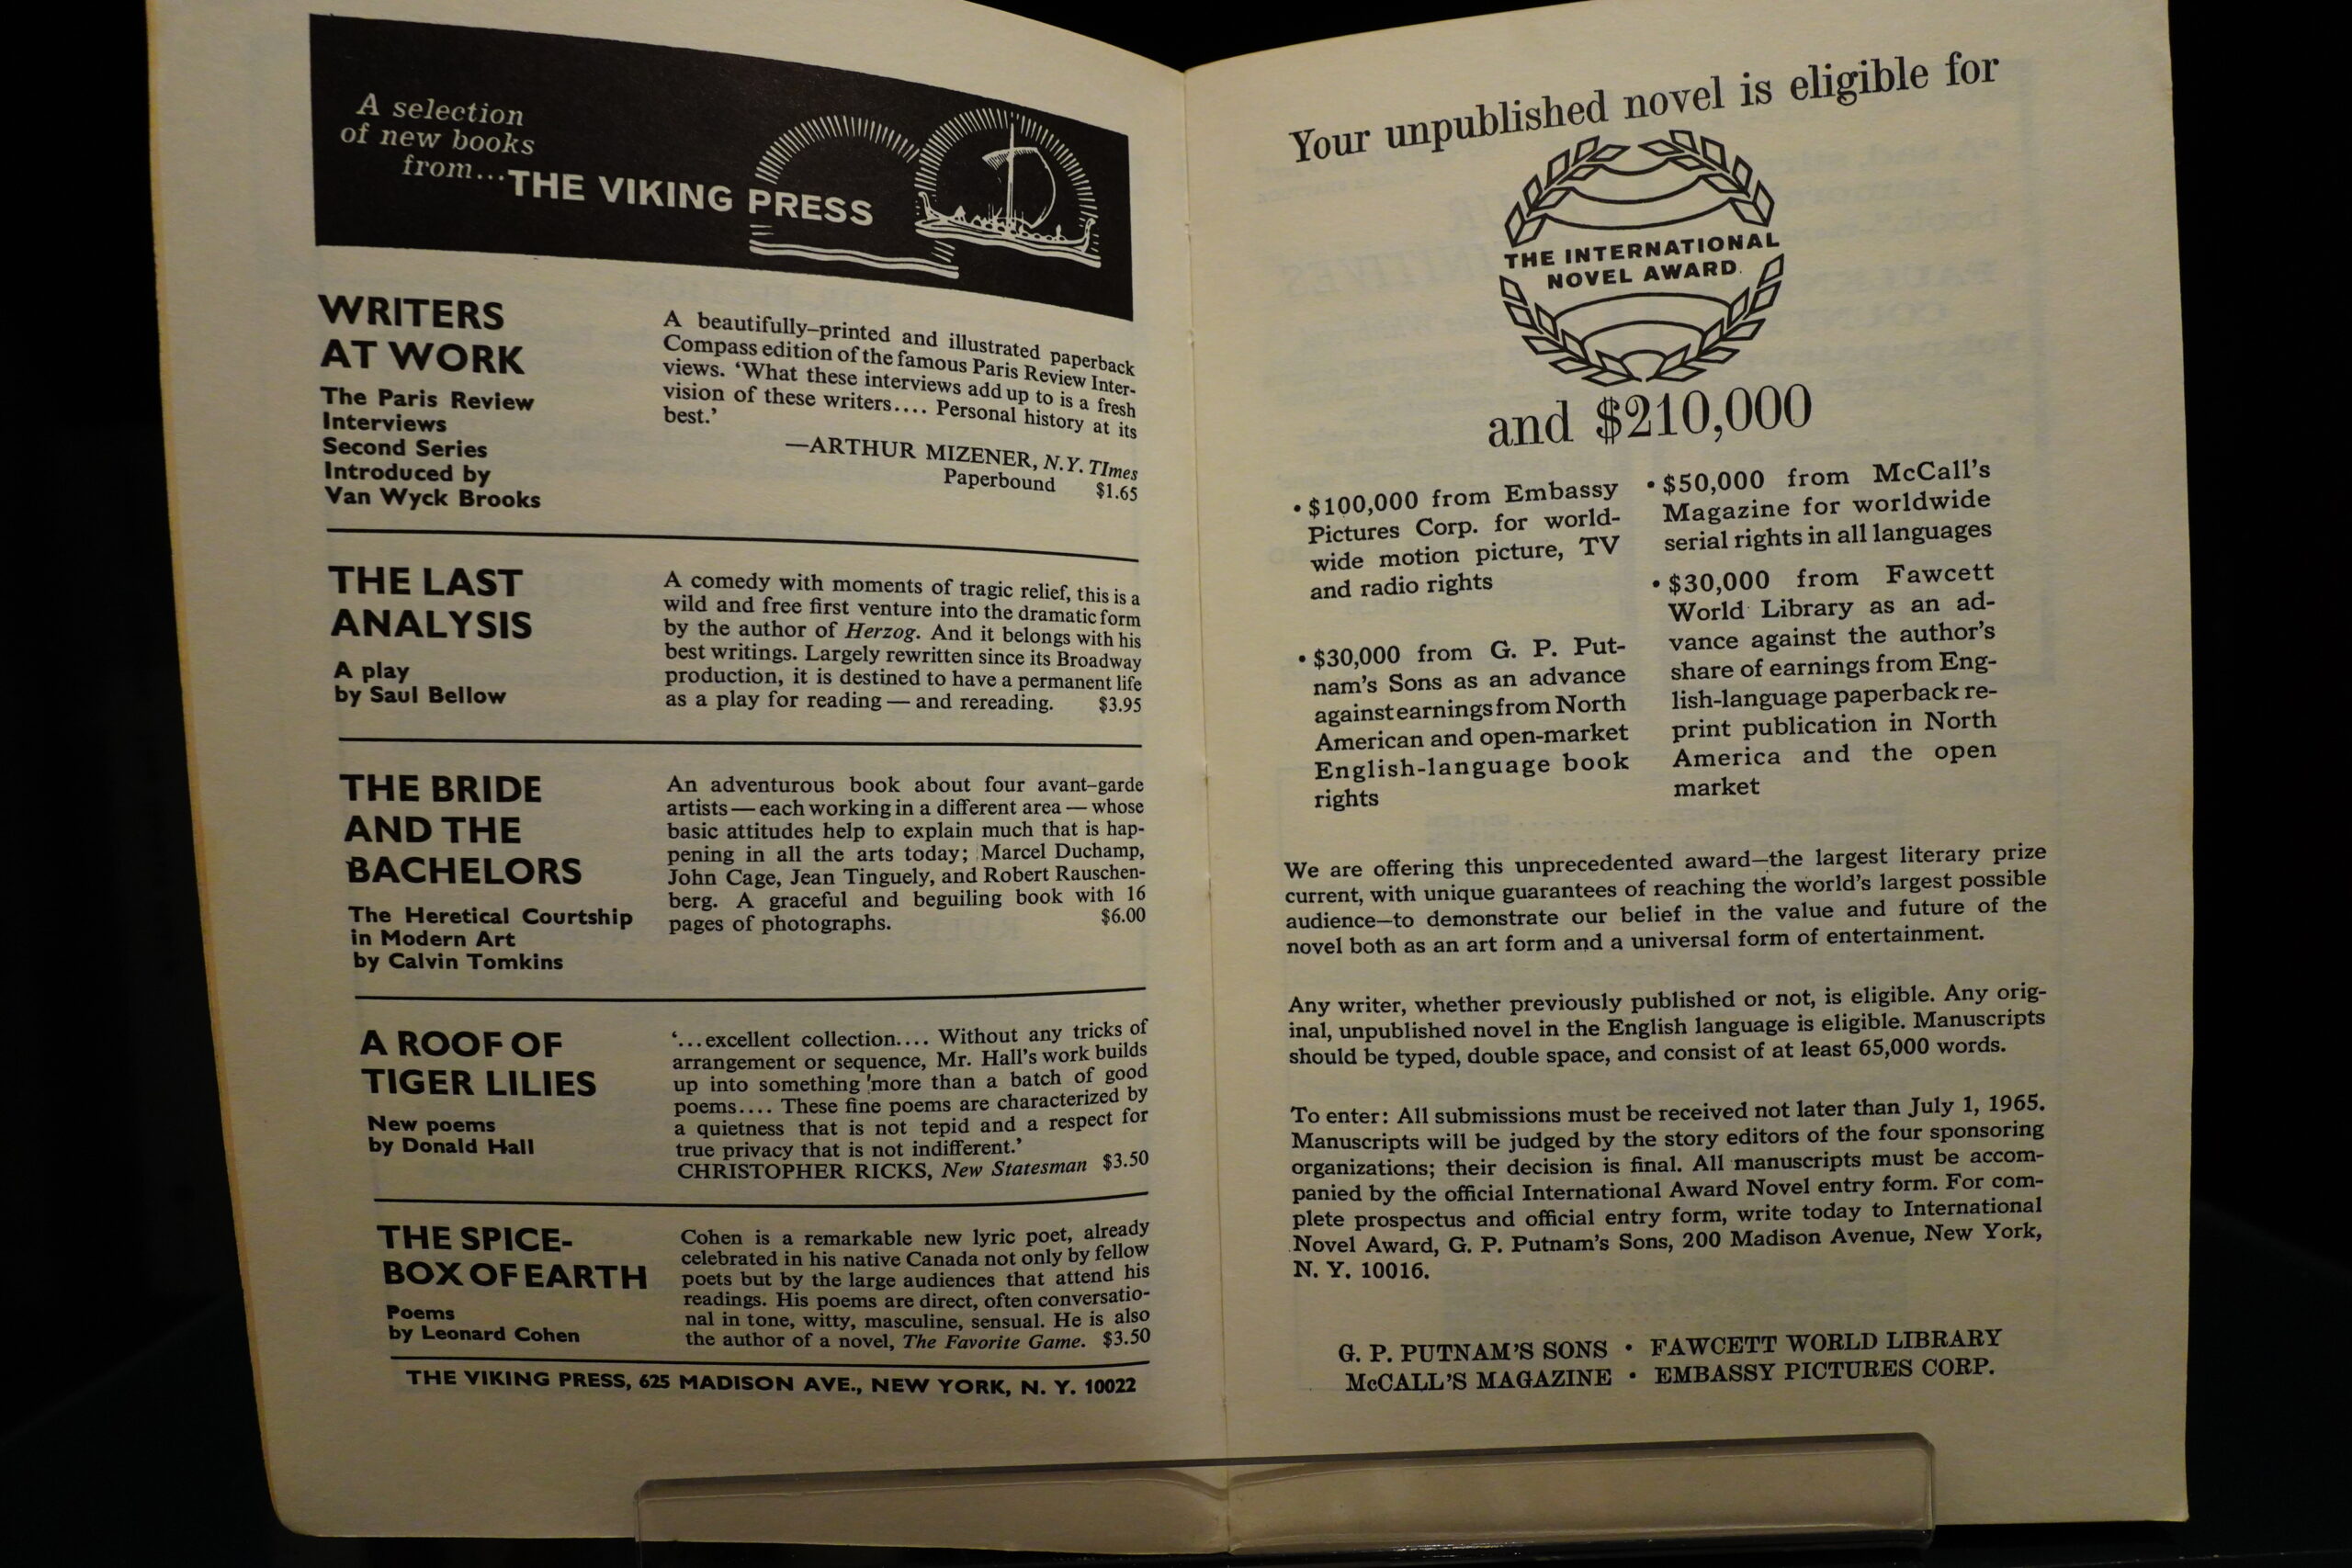 A selection
of new books
from...THE VIKING PRESS
WRITERS
AT WORK
The Paris Review
Interviews
Second Series
Introduced by
Van Wyck Brooks
A beautifully–printed and illustrated paperback
Compass edition of the famous Paris Review Inter-
views. ‘What these interviews add up to is a fresh
vision of these writers.... Personal history at its
best.’
—ARTHUR MIZENER, N.Y. TImes
Paperbound $1.65
THE LAST
ANALYSIS
A play
by Saul Bellow
A comedy with moments of tragic relief, this is a
wild and free first venture into the dramatic form
by the author of Herzog. And it belongs with his
best writings. Largely rewritten since its Broadway
production, it is destined to have a permanent life
as a play for reading — and rereading. $3.95
THE BRIDE
AND THE
BACHELORS
The Heretical Courtship
in Modern Art
by Calvin Tomkins
An adventurous book about four avant–garde
artists — each working in a different area — whose
basic attitudes help to explain much that is hap-
pening in all the arts today; Marcel Duchamp,
John Cage, Jean Tinguely, and Robert Rauschen-
berg. A graceful and beguiling book with 16
pages of photographs. $6.00
A ROOF OF
TIGER LILIES
New poems
by Donald Hall
‘...excellent collection.... Without any tricks of
arrangement or sequence, Mr. Hall’s work builds
up into something 'more than a batch of good
poems.... These fine poems are characterized by
a quietness that is not tepid and a respect for
true privacy that is not indifferent.’
CHRISTOPHER RICKS, New Statesman $3.50
THE SPICE-
BOX OF EARTH
Poems
by Leonard Cohen
Cohen is a remarkable new lyric poet, already
celebrated in his native Canada not only by fellow
poets but by the large audiences that attend his
readings. His poems are direct, often conversatio-
nal in tone, witty, masculine, sensual. He is also
the author of a novel, The Favorite Game. $3.50
THE VIKING PRESS, 625 MADISON AVE., NEW YORK, N. Y. 10022
Your unpublished novel is eligible for
THE INTERNATIONAL
NOVEL AWARD
and $210,000
• $100,000 from Embassy
Pictures Corp. for world-
wide motion picture, TV
and radio rights
• $30,000 from G. P. Put-
nam’s Sons as an advance
against earnings from North
American and open-market
English-language book
rights
• $50,000 from McCall’s
Magazine for worldwide
serial rights in all languages
• $30,000 from Fawcett
World Library as an ad-
vance against the author’s
share of earnings from Eng-
lish-language paperback re-
print publication in North
America and the open
market
We are offering this unprecedented award—the largest literary prize
current, with unique guarantees of reaching the world’s largest possible
audience—to demonstrate our belief in the value and future of the
novel both as an art form and a universal form of entertainment.
Any writer, whether previously published or not, is eligible. Any orig-
inal, unpublished novel in the English language is eligible. Manuscripts
should be typed, double space, and consist of at least 65,000 words.
To enter: All submissions must be received not later than July 1, 1965.
Manuscripts will be judged by the story editors of the four sponsoring
organizations; their decision is final. All manuscripts must be accom-
panied by the official International Award Novel entry form. For com-
plete prospectus and official entry form, write today to International
Novel Award, G. P. Putnam’s Sons, 200 Madison Avenue, New York,
N. Y. 10016.
G. P. PUTNAM’S SONS • FAWCETT WORLD LIBRARY
McCALL’S MAGAZINE • EMBASSY PICTURES CORP.